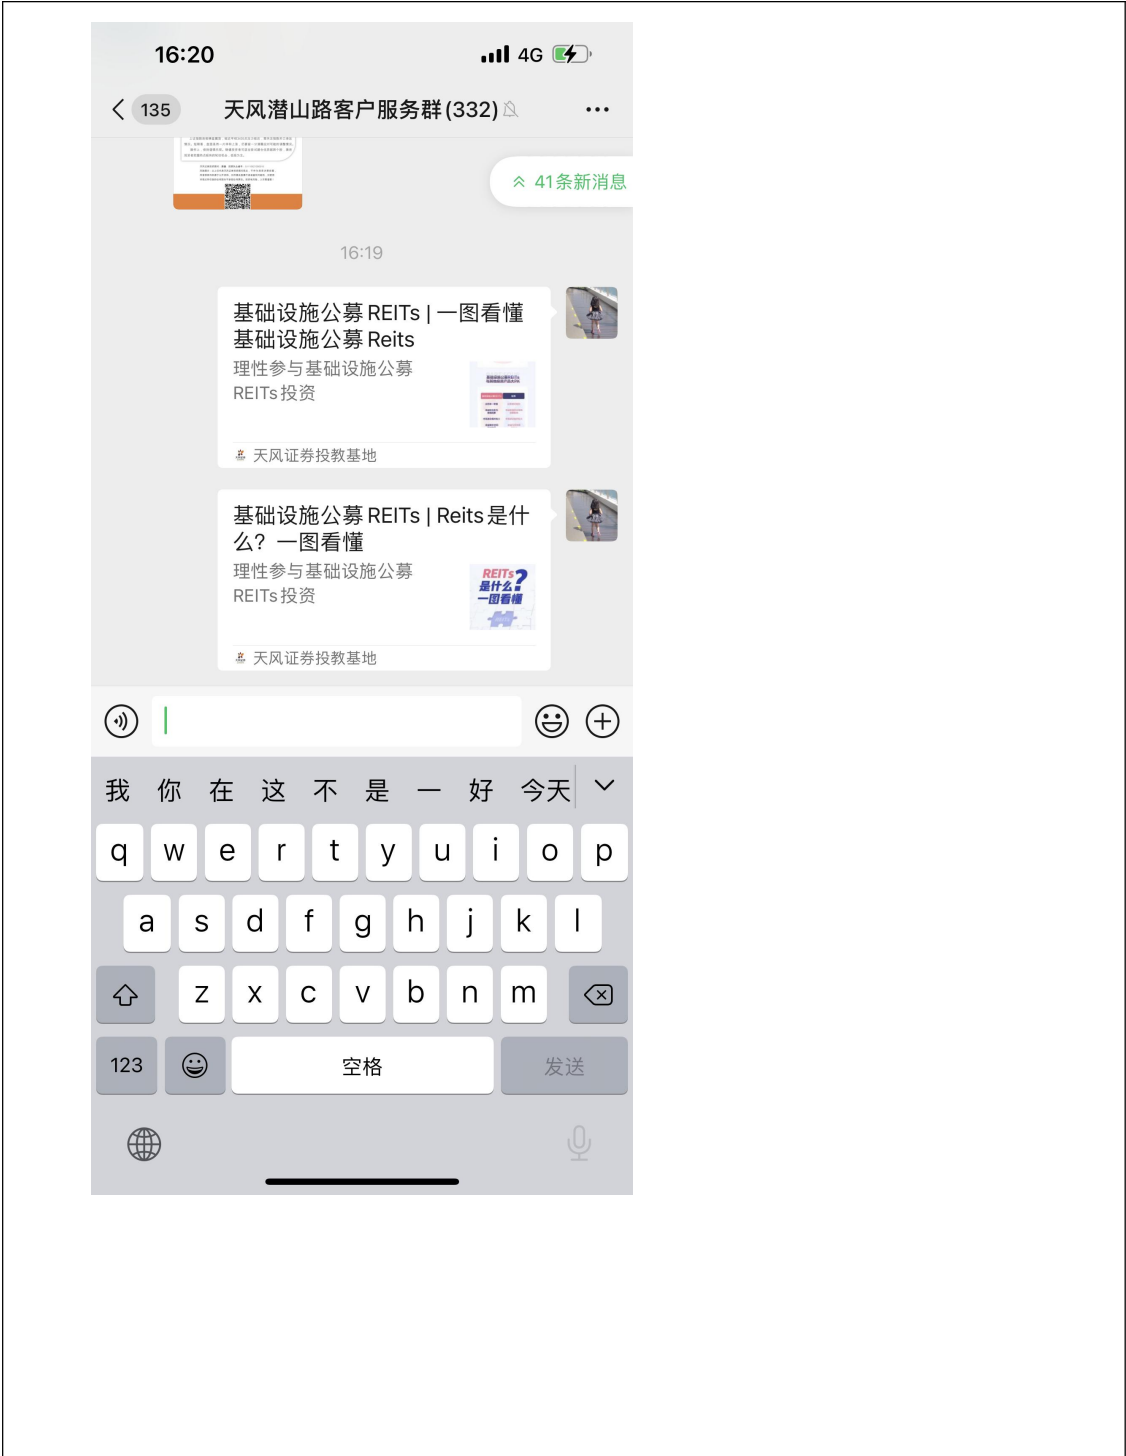 16:20
4G
135
天风潜山路客户服务群(332)
41条新消息
16:19
基础设施公募REITs | 一图看懂
基础设施公募Reits
理性参与基础设施公募
REITs投资
天风证券投教基地
基础设施公募REITs | Reits是什
么？一图看懂
理性参与基础设施公募
REITs投资
REITs
是什么?
一图看懂
天风证券投教基地
我 你 在 这 不 是 一 好 今天
q w e r t y u i o p
a s d f g h j k l
z x c v b n m
123 空格 发送